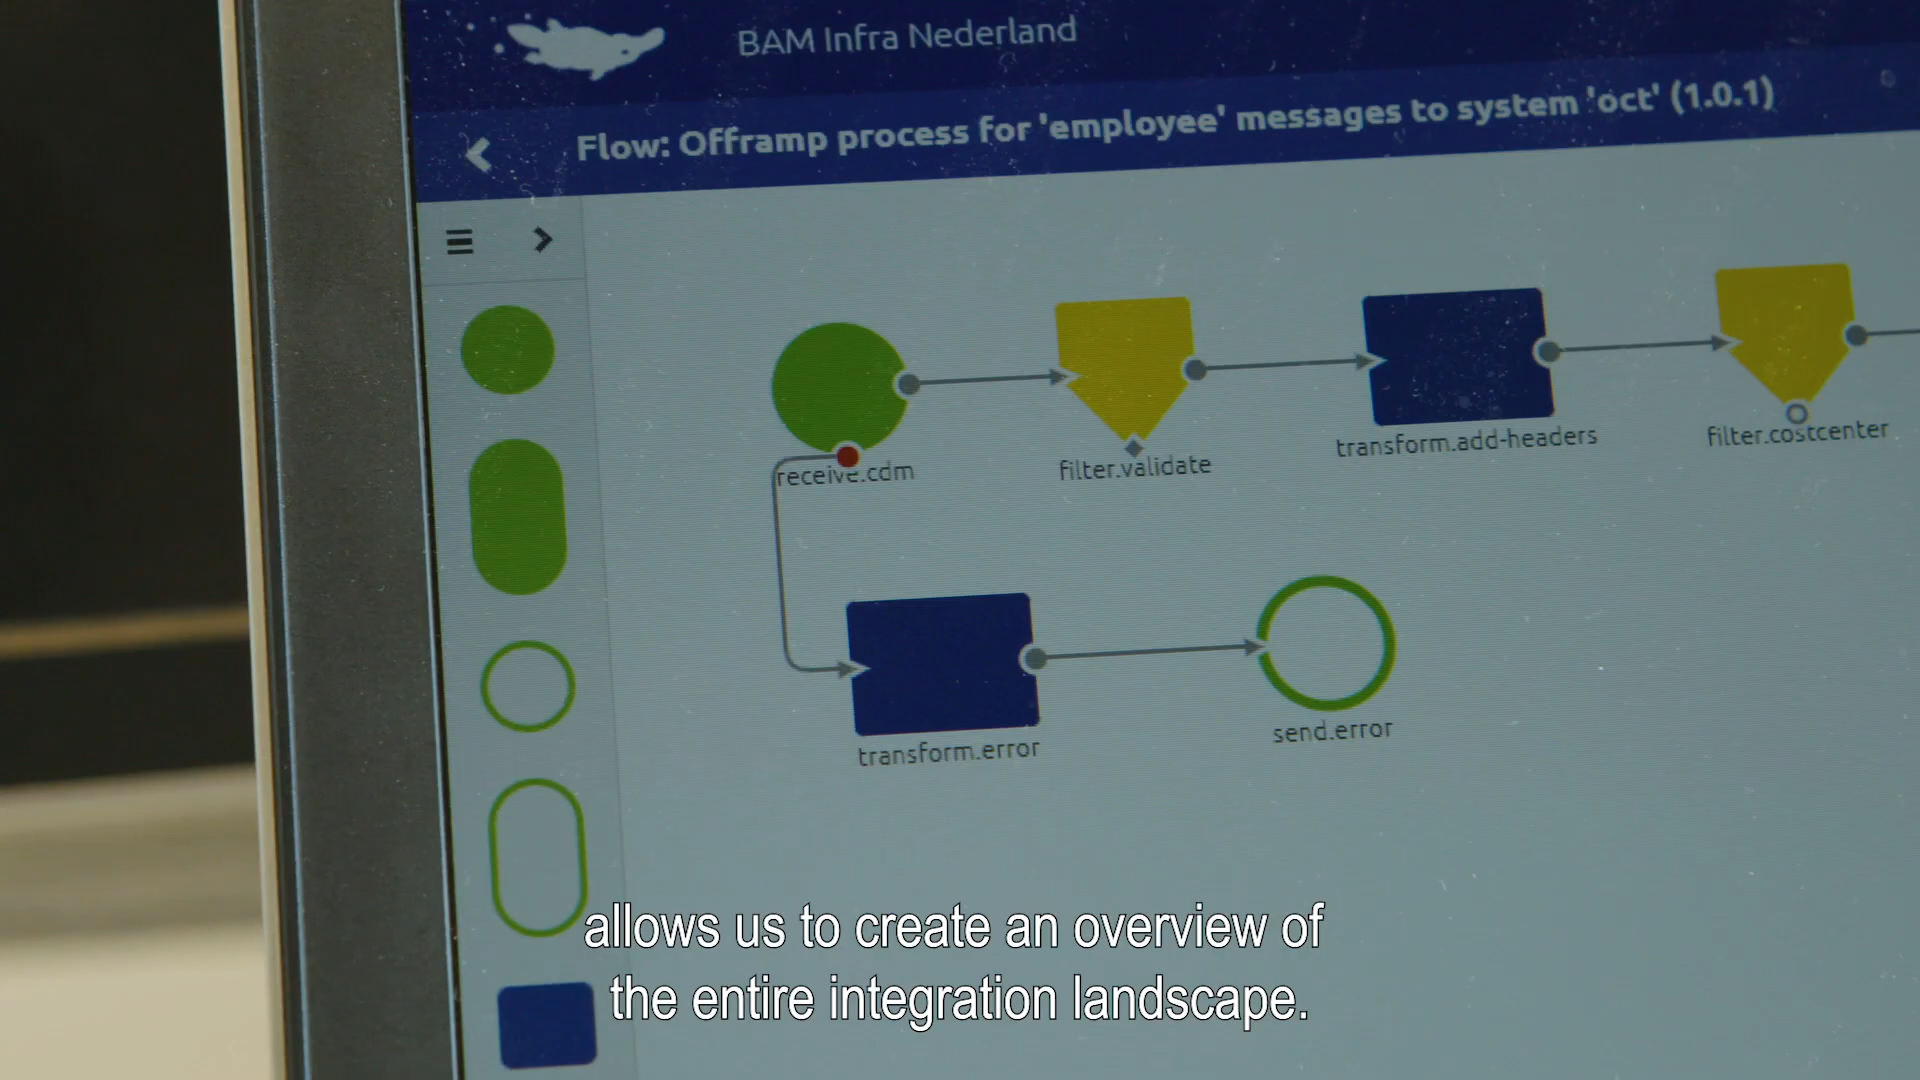 BAM Infra Nederland
Flow: Offramp process for 'employee' messages to system 'oct' (1.0.1)
receive.cdm
filter.validate
transform.add-headers
filter.costcenter
transform.error
send.error
allows us to create an overview of
the entire integration landscape.